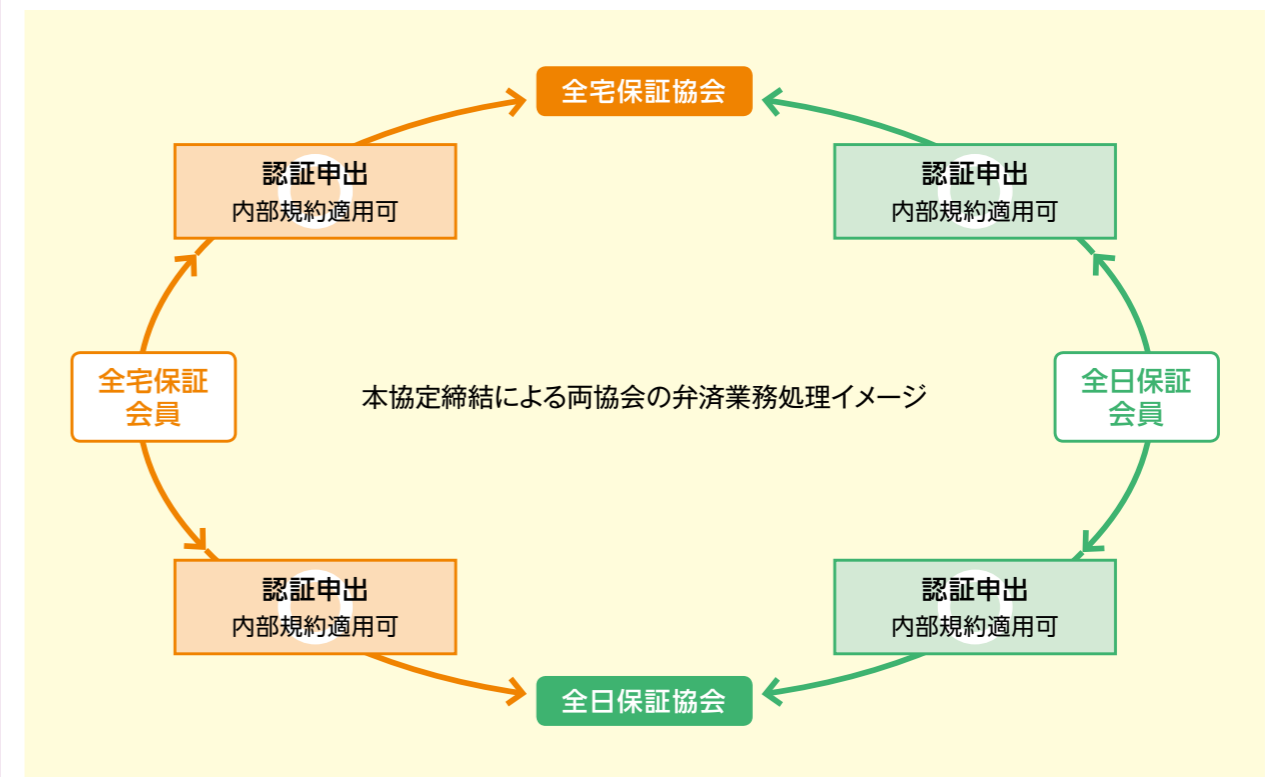 全宅保証協会
認証申出
内部規約適用可
認証申出
内部規約適用可
全宅保証
会員
本協定締結による両協会の弁済業務処理イメージ
全日保証
会員
認証申出
内部規約適用可
認証申出
内部規約適用可
全日保証協会